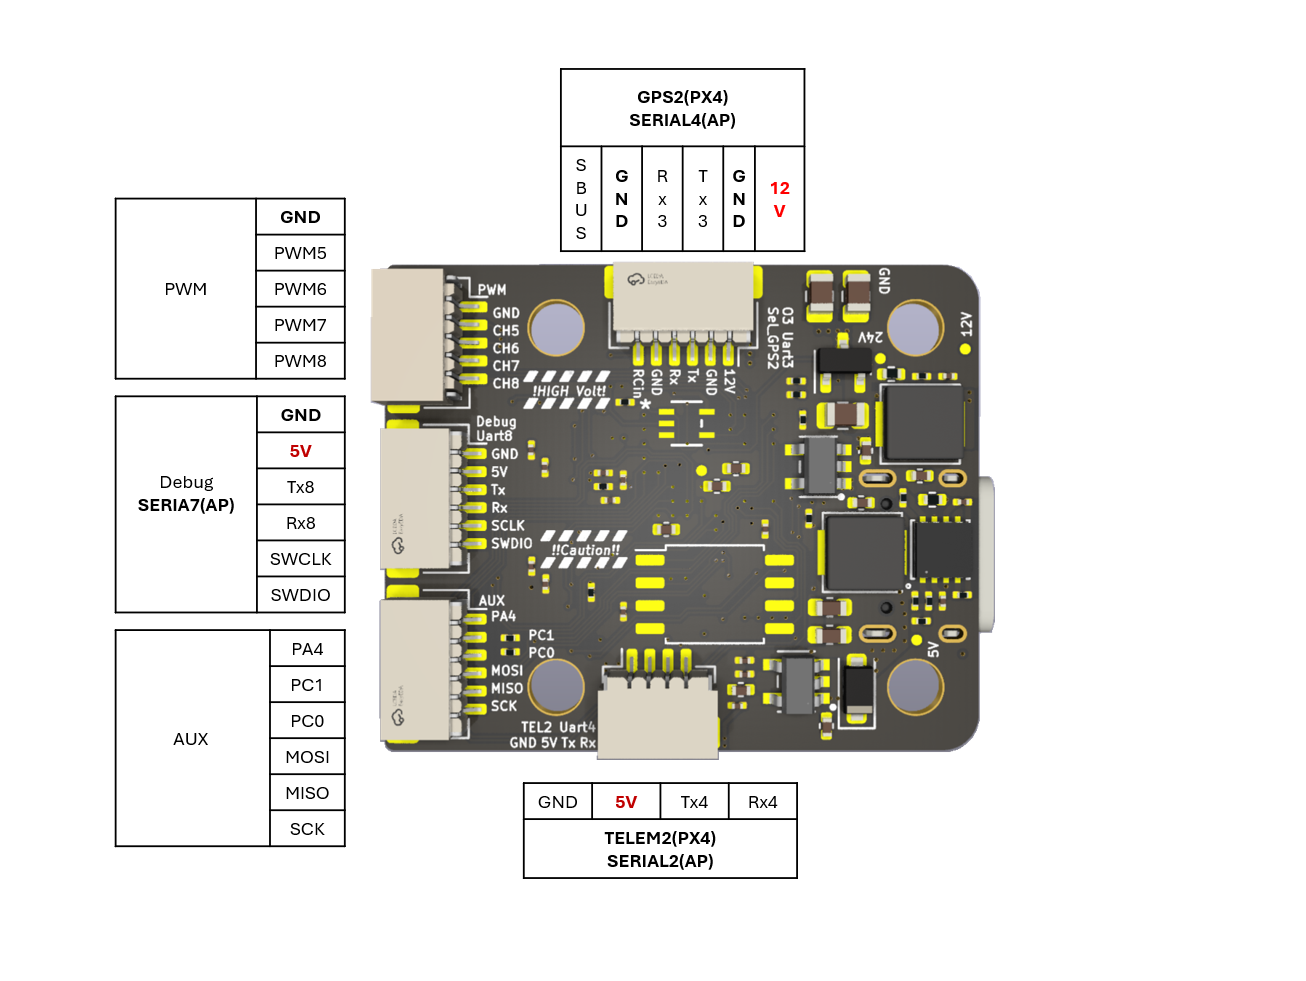 GPS2(PX4)
SERIAL4(AP)
SBUS
GND
Rx3
Tx3
GND
12V
PWM
GND
PWM5
PWM6
PWM7
PWM8
Debug
SERIA7(AP)
GND
5V
Tx8
Rx8
SWCLK
SWDIO
AUX
PA4
PC1
PC0
MOSI
MISO
SCK
PWM
GND
CH5
CH6
CH7
CH8
!HIGH Volt!
RCin
GND
Rx
Tx
GND
12V
*
O3 Uart3
Sel_GPS2
GND
24V
12V
Debug
Uart8
GND
5V
Tx
Rx
SCLK
SWDIO
!!Caution!!
AUX
PA4
PC1
PC0
MOSI
MISO
SCK
5V
TEL2 Uart4
GND 5V Tx Rx
GND 5V Tx4 Rx4
TELEM2(PX4)
SERIAL2(AP)